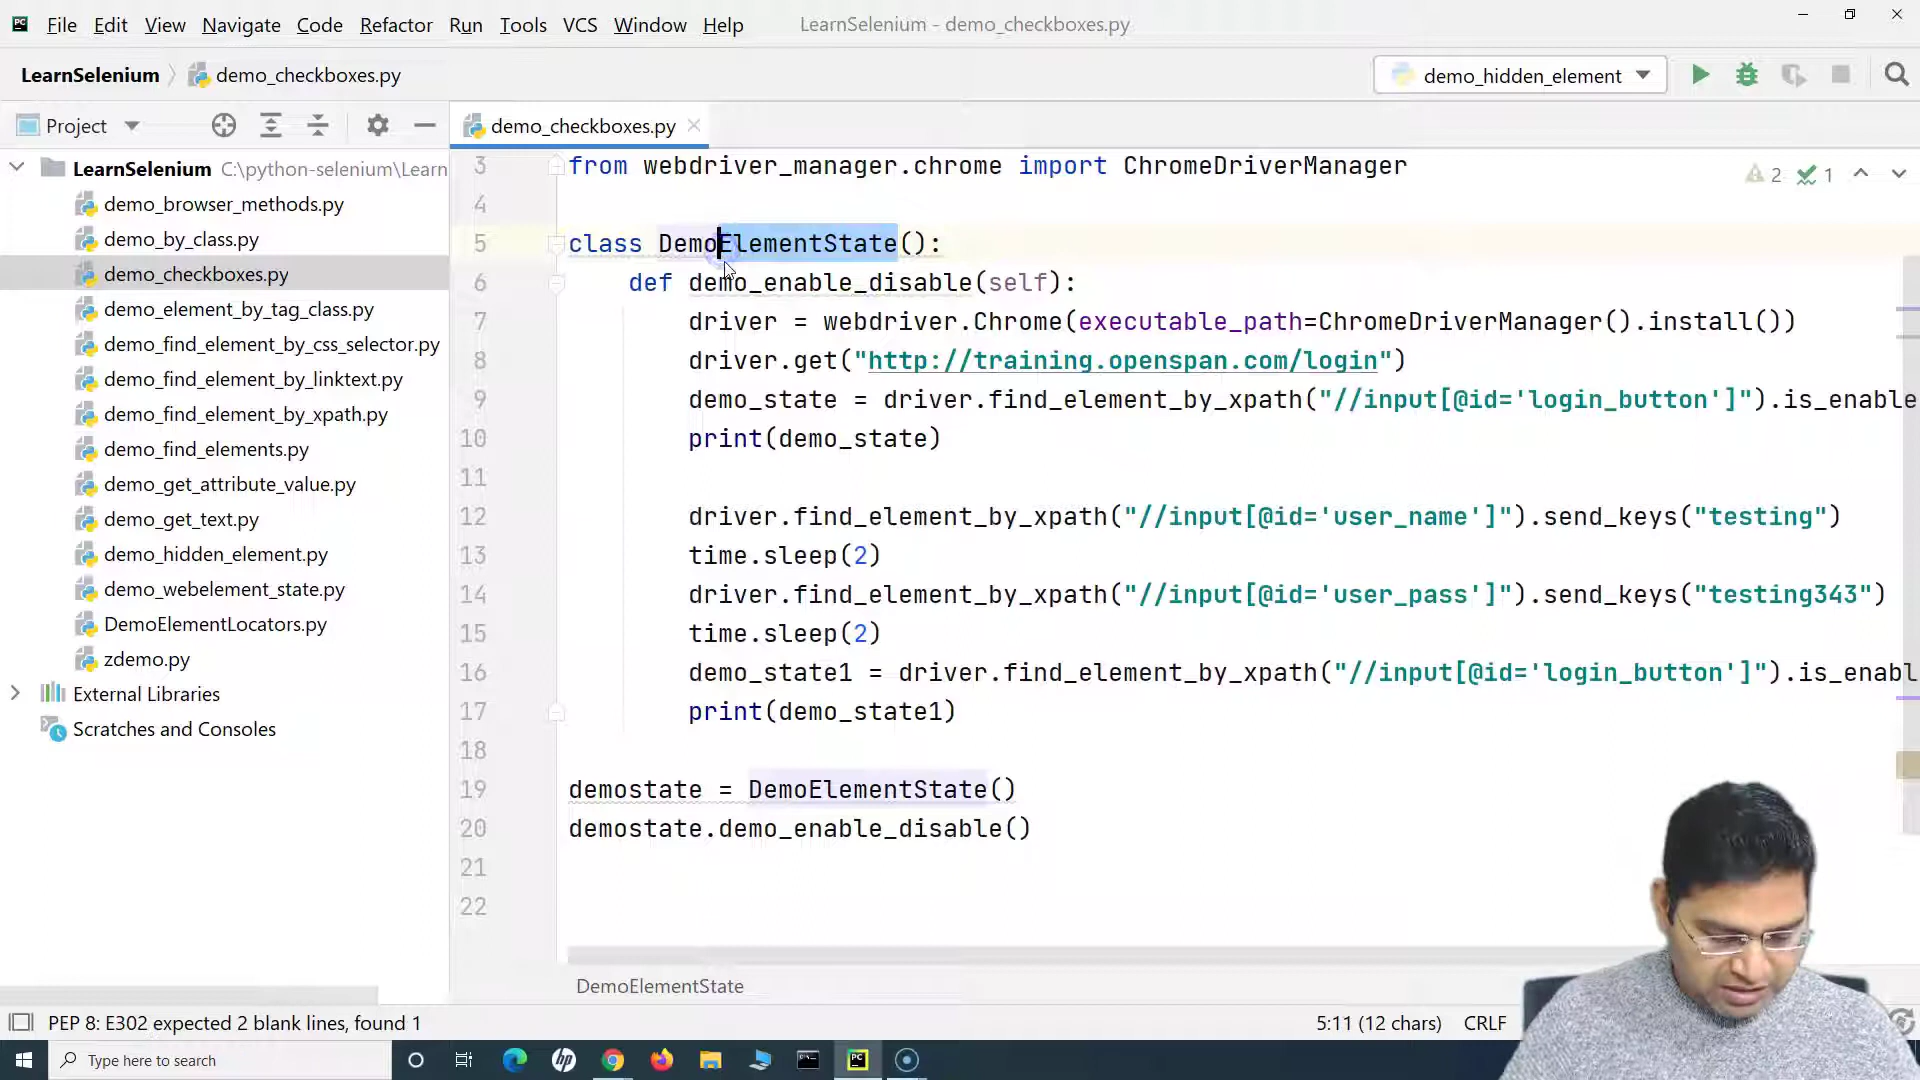 File Edit View Navigate Code Refactor Run Tools VCS Window Help LearnSelenium - demo_checkboxes.py
LearnSelenium demo_checkboxes.py demo_hidden_element
Project demo_checkboxes.py
LearnSelenium C:\python-selenium\Learn
demo_browser_methods.py
demo_by_class.py
demo_checkboxes.py
demo_element_by_tag_class.py
demo_find_element_by_css_selector.py
demo_find_element_by_linktext.py
demo_find_element_by_xpath.py
demo_find_elements.py
demo_get_attribute_value.py
demo_get_text.py
demo_hidden_element.py
demo_webelement_state.py
DemoElementLocators.py
zdemo.py
External Libraries
Scratches and Consoles
2 1
3 from webdriver_manager.chrome import ChromeDriverManager
4
5 class DemoElementState():
6 def demo_enable_disable(self):
7 driver = webdriver.Chrome(executable_path=ChromeDriverManager().install())
8 driver.get("http://training.openspan.com/login")
9 demo_state = driver.find_element_by_xpath("//input[@id='login_button']").is_enable
10 print(demo_state)
11
12 driver.find_element_by_xpath("//input[@id='user_name']").send_keys("testing")
13 time.sleep(2)
14 driver.find_element_by_xpath("//input[@id='user_pass']").send_keys("testing343")
15 time.sleep(2)
16 demo_state1 = driver.find_element_by_xpath("//input[@id='login_button']").is_enabl
17 print(demo_state1)
18
19 demostate = DemoElementState()
20 demostate.demo_enable_disable()
21
22
DemoElementState
PEP 8: E302 expected 2 blank lines, found 1 5:11 (12 chars) CRLF
Type here to search